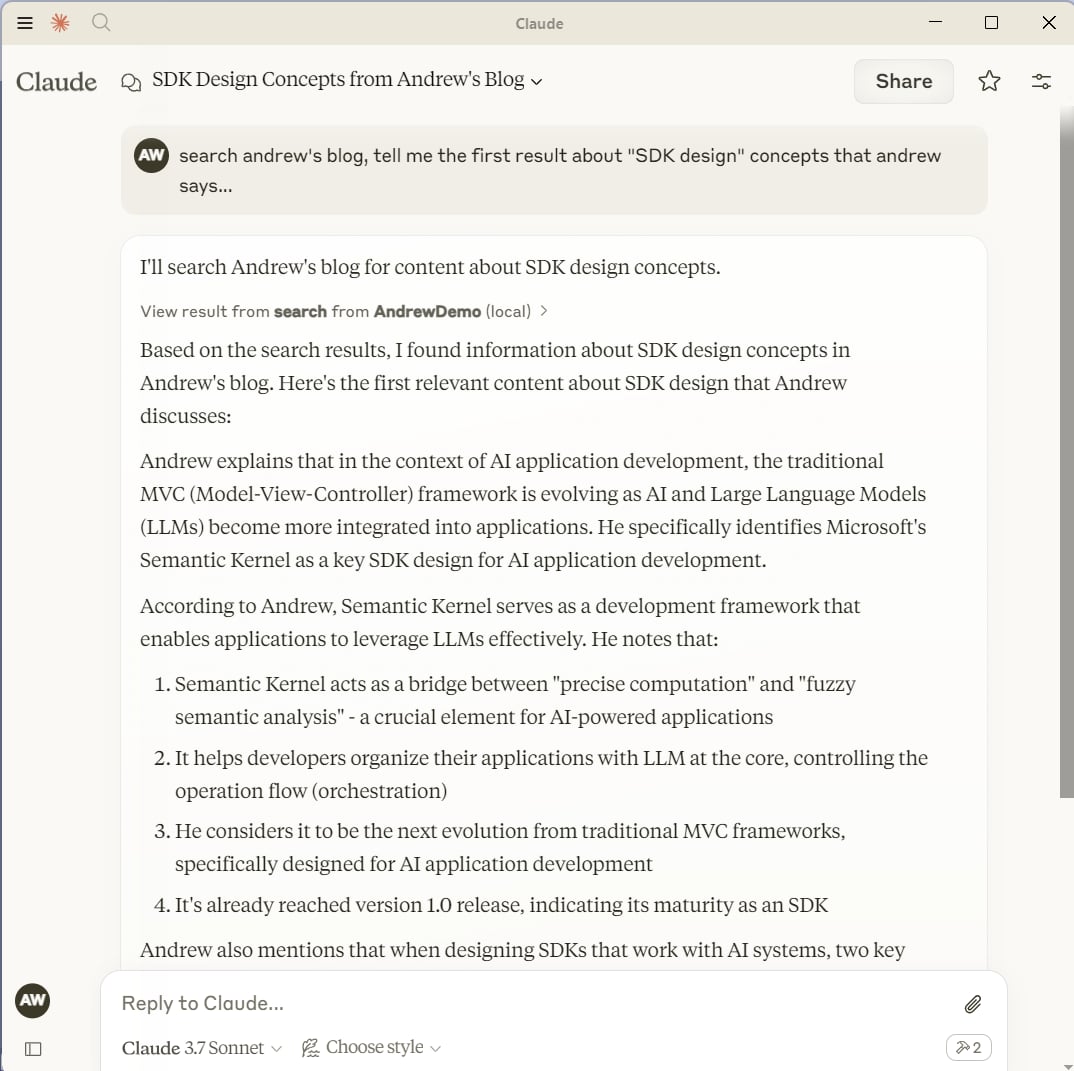 Claude
Claude
SDK Design Concepts from Andrew's Blog
Share
AW
search andrew's blog, tell me the first result about "SDK design" concepts that andrew
says...
I'll search Andrew's blog for content about SDK design concepts.
View result from search from AndrewDemo (local)
Based on the search results, I found information about SDK design concepts in
Andrew's blog. Here's the first relevant content about SDK design that Andrew
discusses:
Andrew explains that in the context of AI application development, the traditional
MVC (Model-View-Controller) framework is evolving as AI and Large Language Models
(LLMs) become more integrated into applications. He specifically identifies Microsoft's
Semantic Kernel as a key SDK design for AI application development.
According to Andrew, Semantic Kernel serves as a development framework that
enables applications to leverage LLMs effectively. He notes that:
1. Semantic Kernel acts as a bridge between "precise computation" and "fuzzy
semantic analysis" - a crucial element for AI-powered applications
2. It helps developers organize their applications with LLM at the core, controlling the
operation flow (orchestration)
3. He considers it to be the next evolution from traditional MVC frameworks,
specifically designed for AI application development
4. It's already reached version 1.0 release, indicating its maturity as an SDK
Andrew also mentions that when designing SDKs that work with AI systems, two key
AW
Reply to Claude...
Claude 3.7 Sonnet
Choose style
2